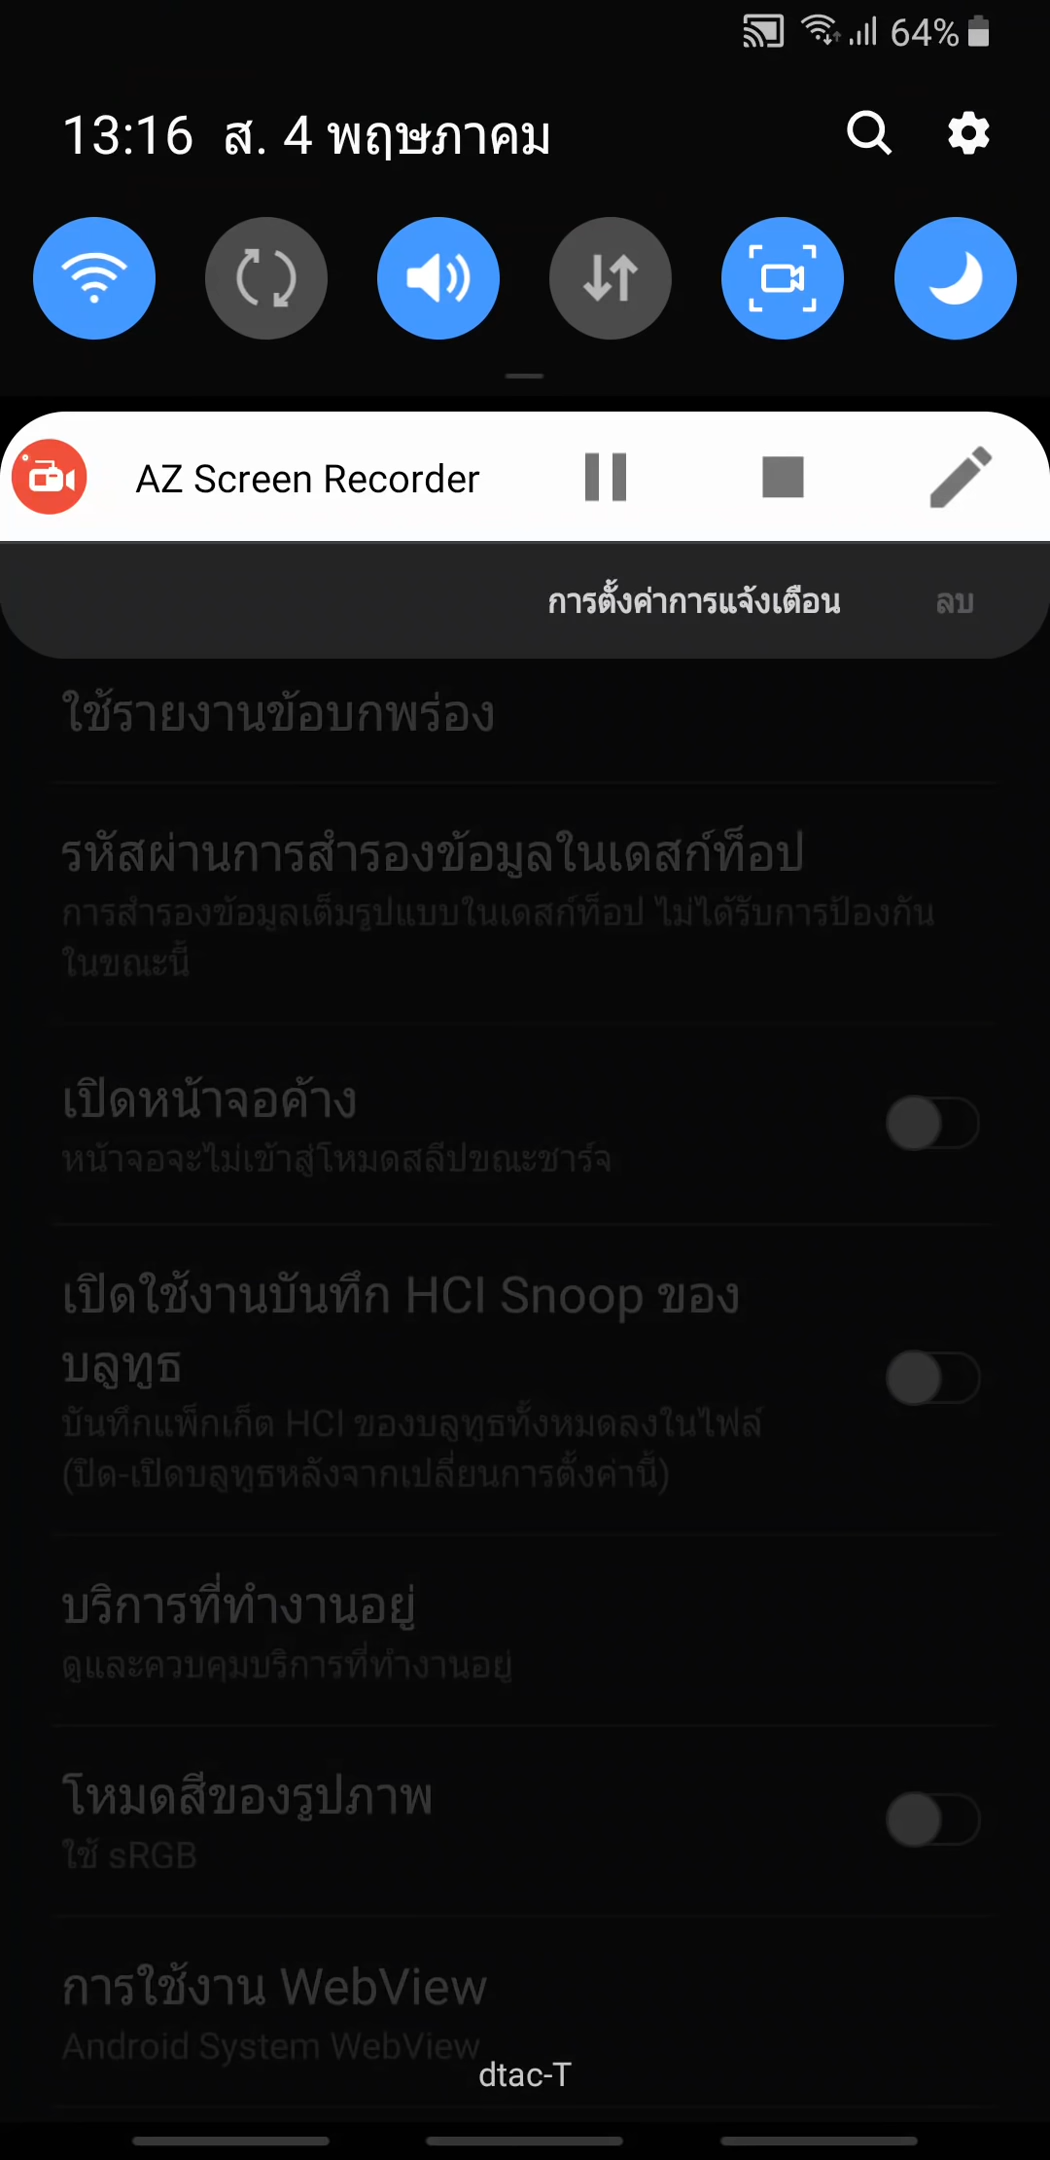 64%
13:16 ส. 4 พฤษภาคม
AZ Screen Recorder
การตั้งค่าการแจ้งเตือน ลบ
ใช้รายงานข้อบกพร่อง
รหัสผ่านการสำรองข้อมูลในเดสก์ท็อป
การสำรองข้อมูลเต็มรูปแบบในเดสก์ท็อป ไม่ได้รับการป้องกัน
ในขณะนี้
เปิดหน้าจอค้าง
หน้าจอจะไม่เข้าสู่โหมดสลีปขณะชาร์จ
เปิดใช้งานบันทึก HCI Snoop ของ
บลูทูธ
บันทึกแพ็กเก็ต HCI ของบลูทูธทั้งหมดลงในไฟล์
(ปิด-เปิดบลูทูธหลังจากเปลี่ยนการตั้งค่านี้)
บริการที่ทำงานอยู่
ดูและควบคุมบริการที่ทำงานอยู่
โหมดสีของรูปภาพ
ใช้ sRGB
การใช้งาน WebView
Android System WebView
dtac-T